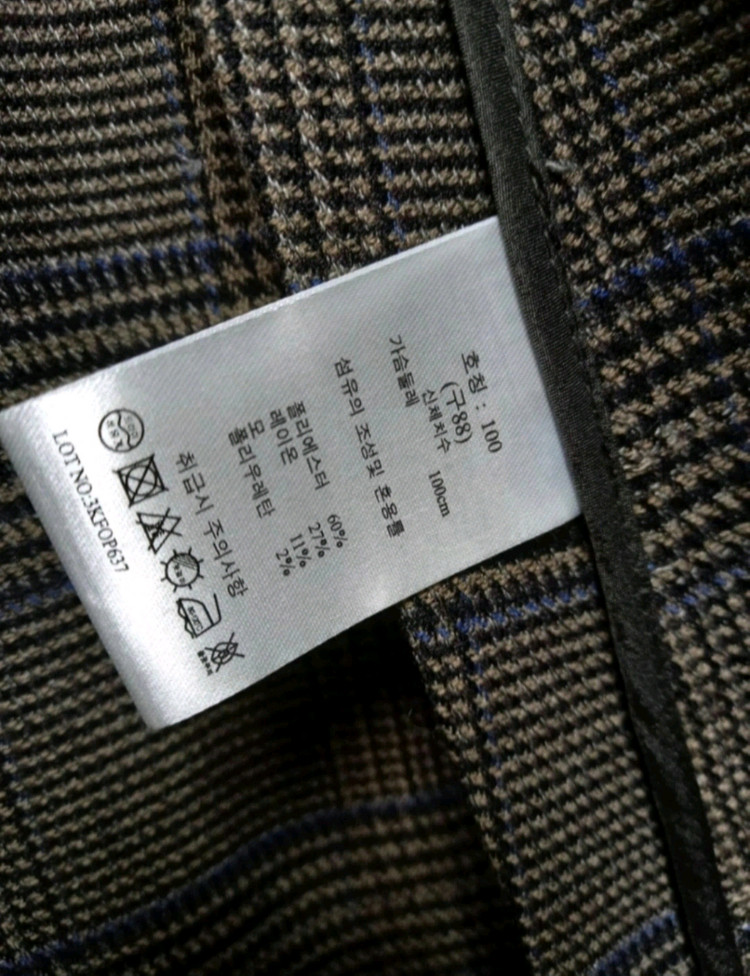 호칭 : 100
(구88)
신체치수
가슴둘레 100cm
섬유의 조성및 혼용률
폴리에스터 60%
레이온 27%
모 11%
폴리우레탄 2%
취급시 주의사항
LOT NO:3KFOP637